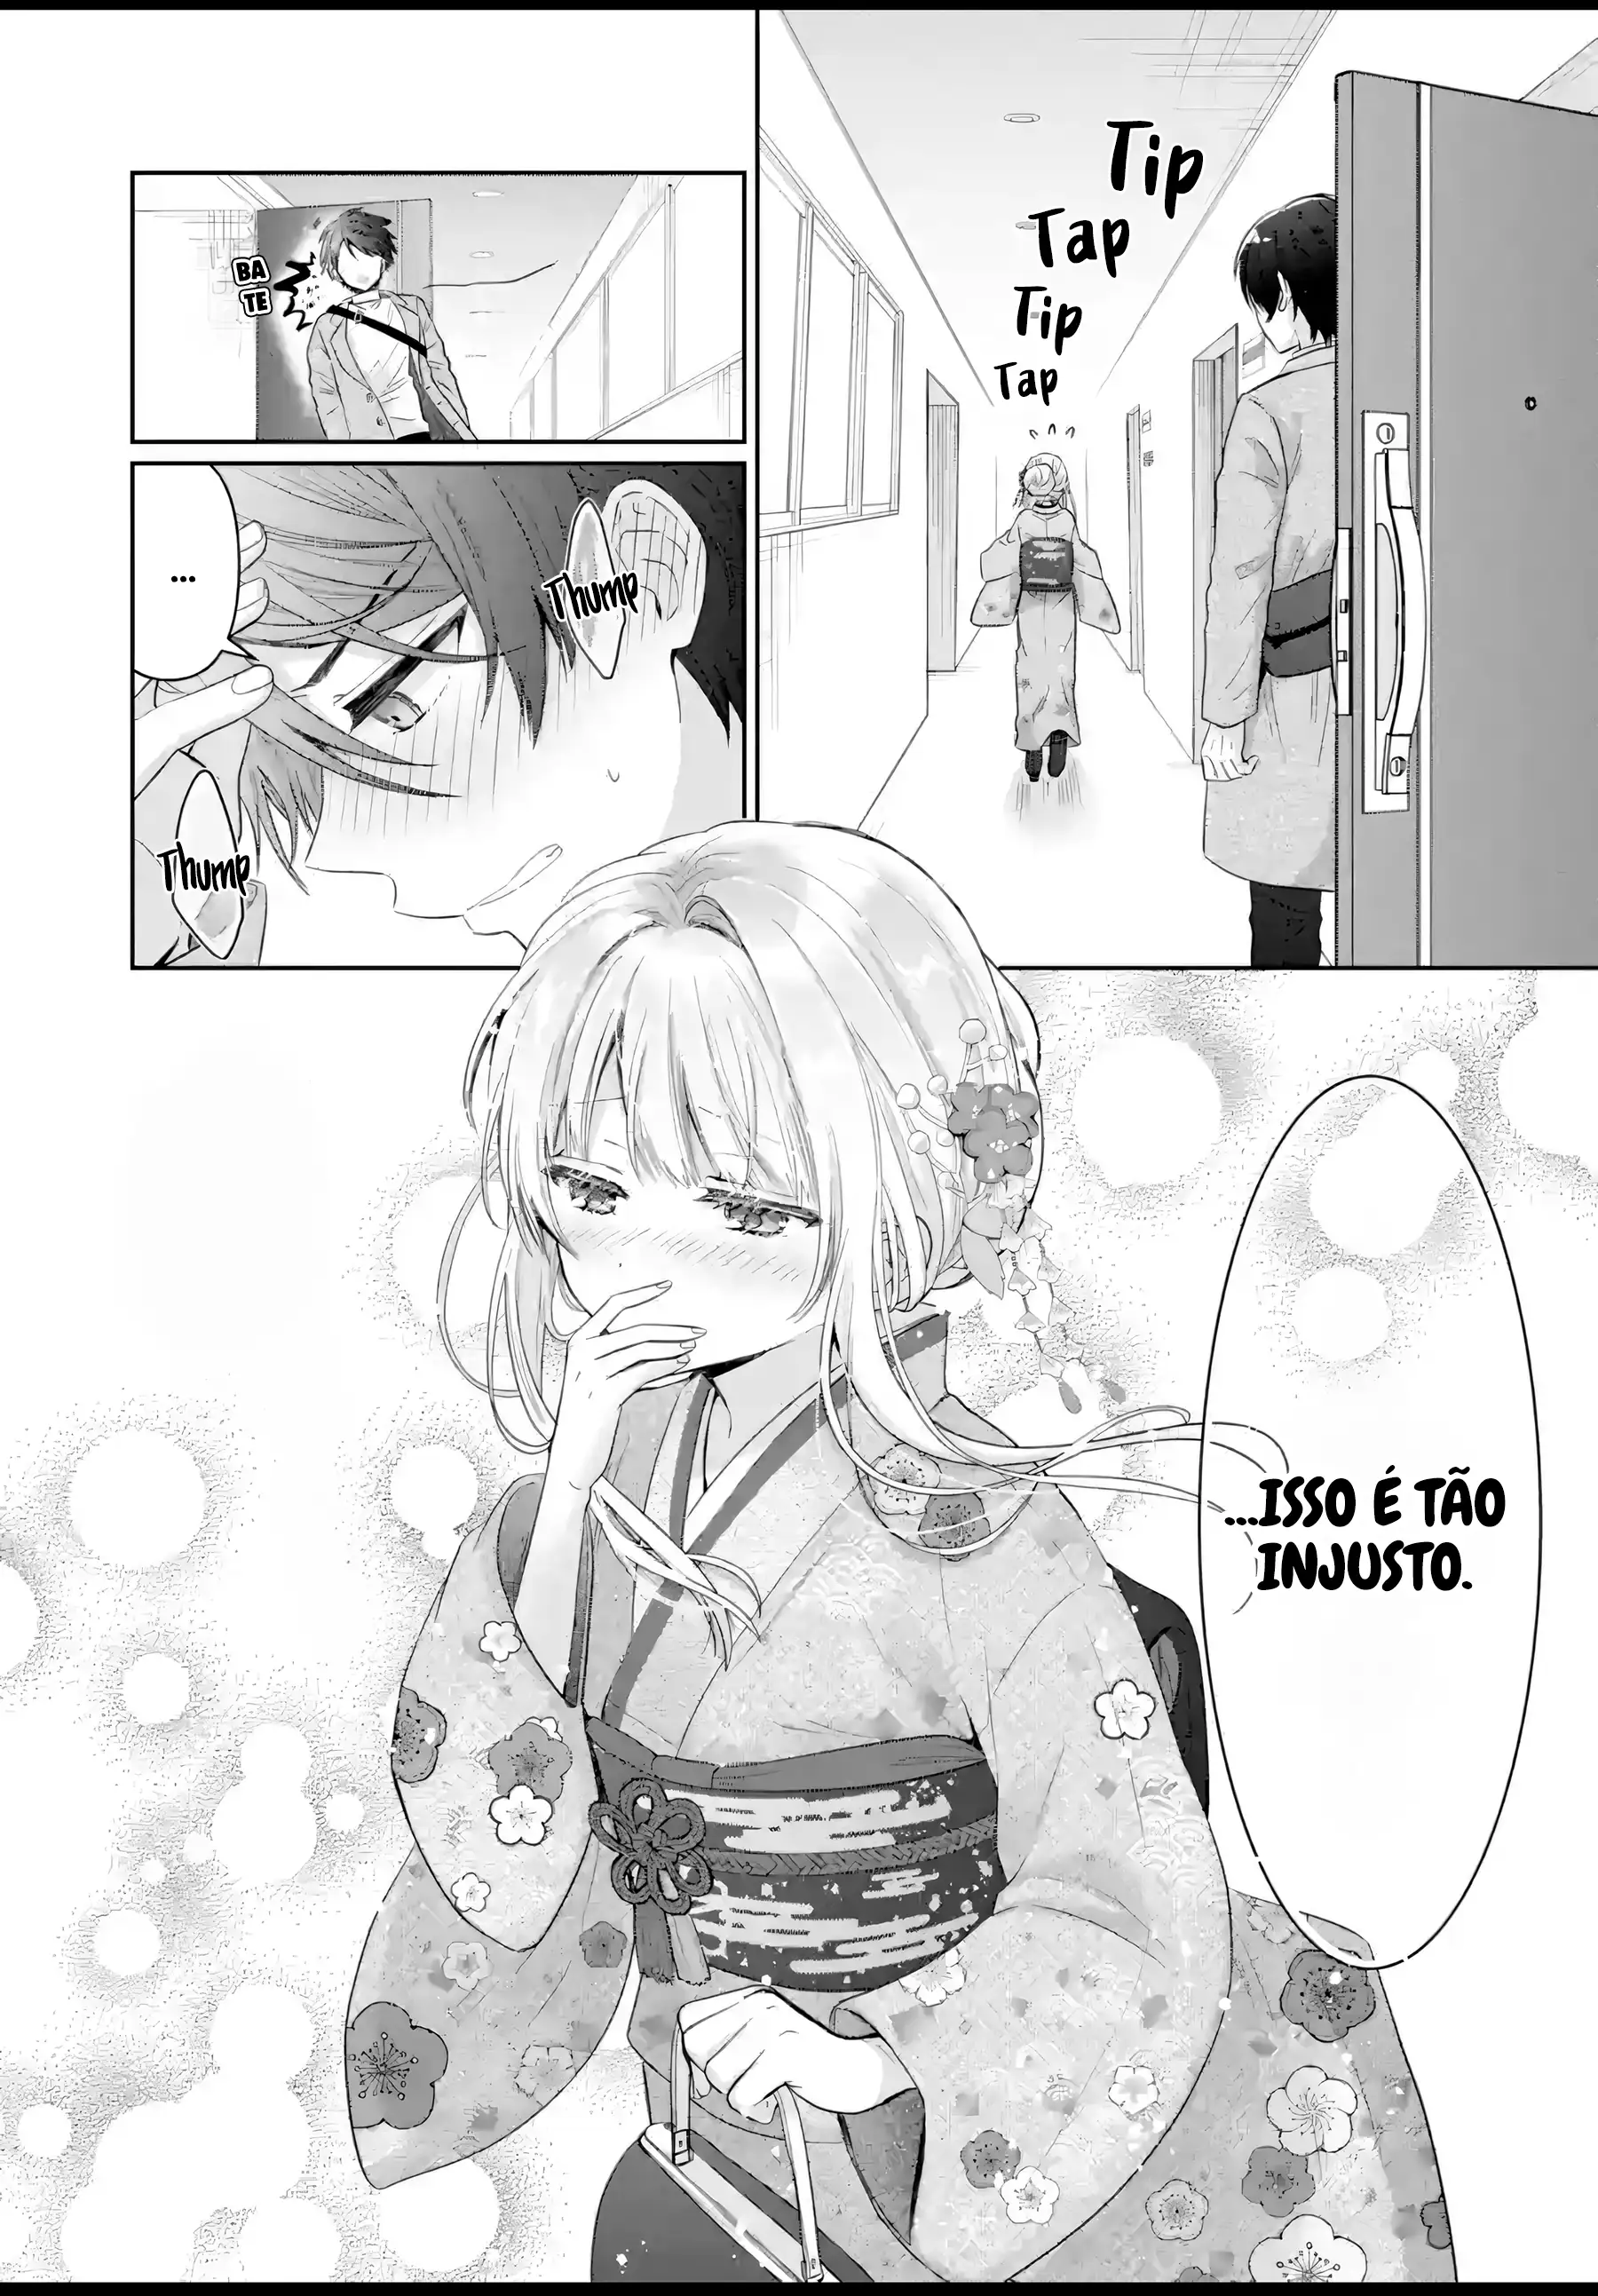 Tip
Tap
Tip
Tap
BA
TE
...
Thump
Thump
...ISSO É TÃO
INJUSTO.